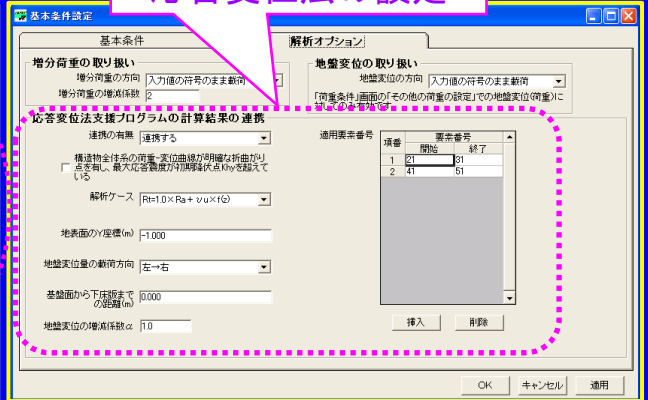 応答変位法の設定
基本条件設定
基本条件
解析オプション
増分荷重の取り扱い
増分荷重の方向 入力値の符号のまま載荷
増分荷重の増減係数 2
地盤変位の取り扱い
地盤変位の方向 入力値の符号のまま載荷
「荷重条件」画面の「その他の荷重の設定」での地盤変位(荷重)に
対してのみ有効です。
応答変位法支援プログラムの計算結果の連携
連携の有無 連携する
構造物全体系の荷重-変位曲線が明確な折曲がり
点を有し、最大応答震度が初期降伏点Khyを超えて
いる
解析ケース Rt=1.0×Ra+νu×f(z)
地表面のY座標(m) -1.000
地盤変位量の載荷方向 左→右
基盤面から下床版まで
の距離(m) 0.000
地盤変位の増減係数α 1.0
適用要素番号
項番 要素番号
開始 終了
1 21 31
2 41 51
挿入 削除
OK キャンセル 適用